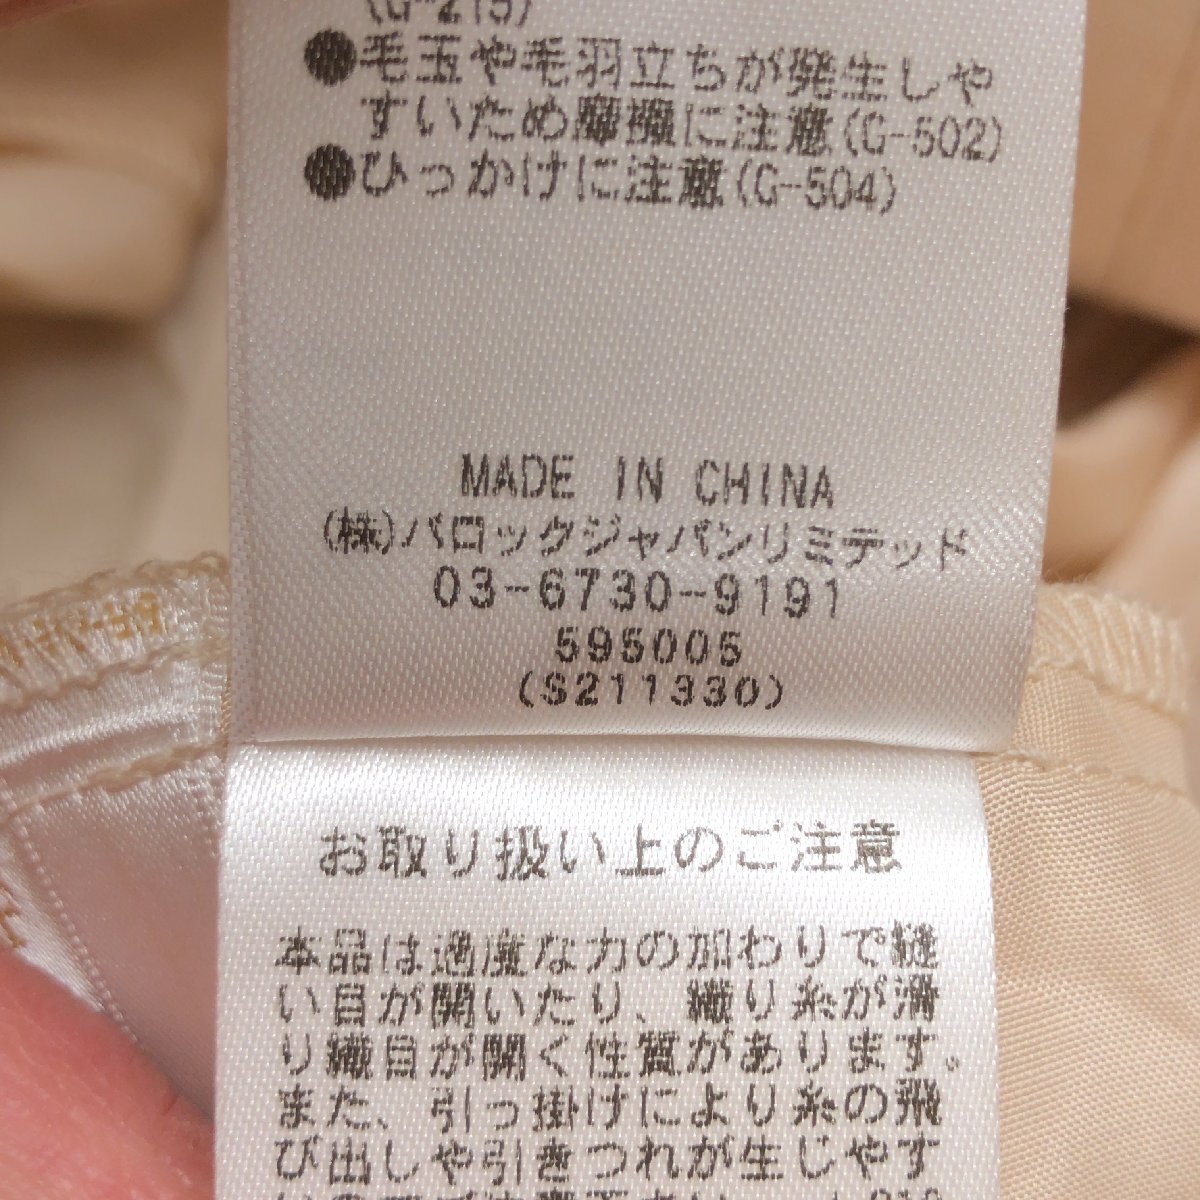 (G-219)
●毛玉や毛羽立ちが発生しや
すいため摩擦に注意(G-502)
●ひっかけに注意(G-504)
MADE IN CHINA
(株)バロックジャパンリミテッド
03-6730-9191
595005
(S211330)
お取り扱い上のご注意
本品は過度な力の加わりで縫
い目が開いたり、織り糸が滑
り織目が開く性質があります。
また、引っ掛けにより糸の飛
び出しや引きつれが生じやす